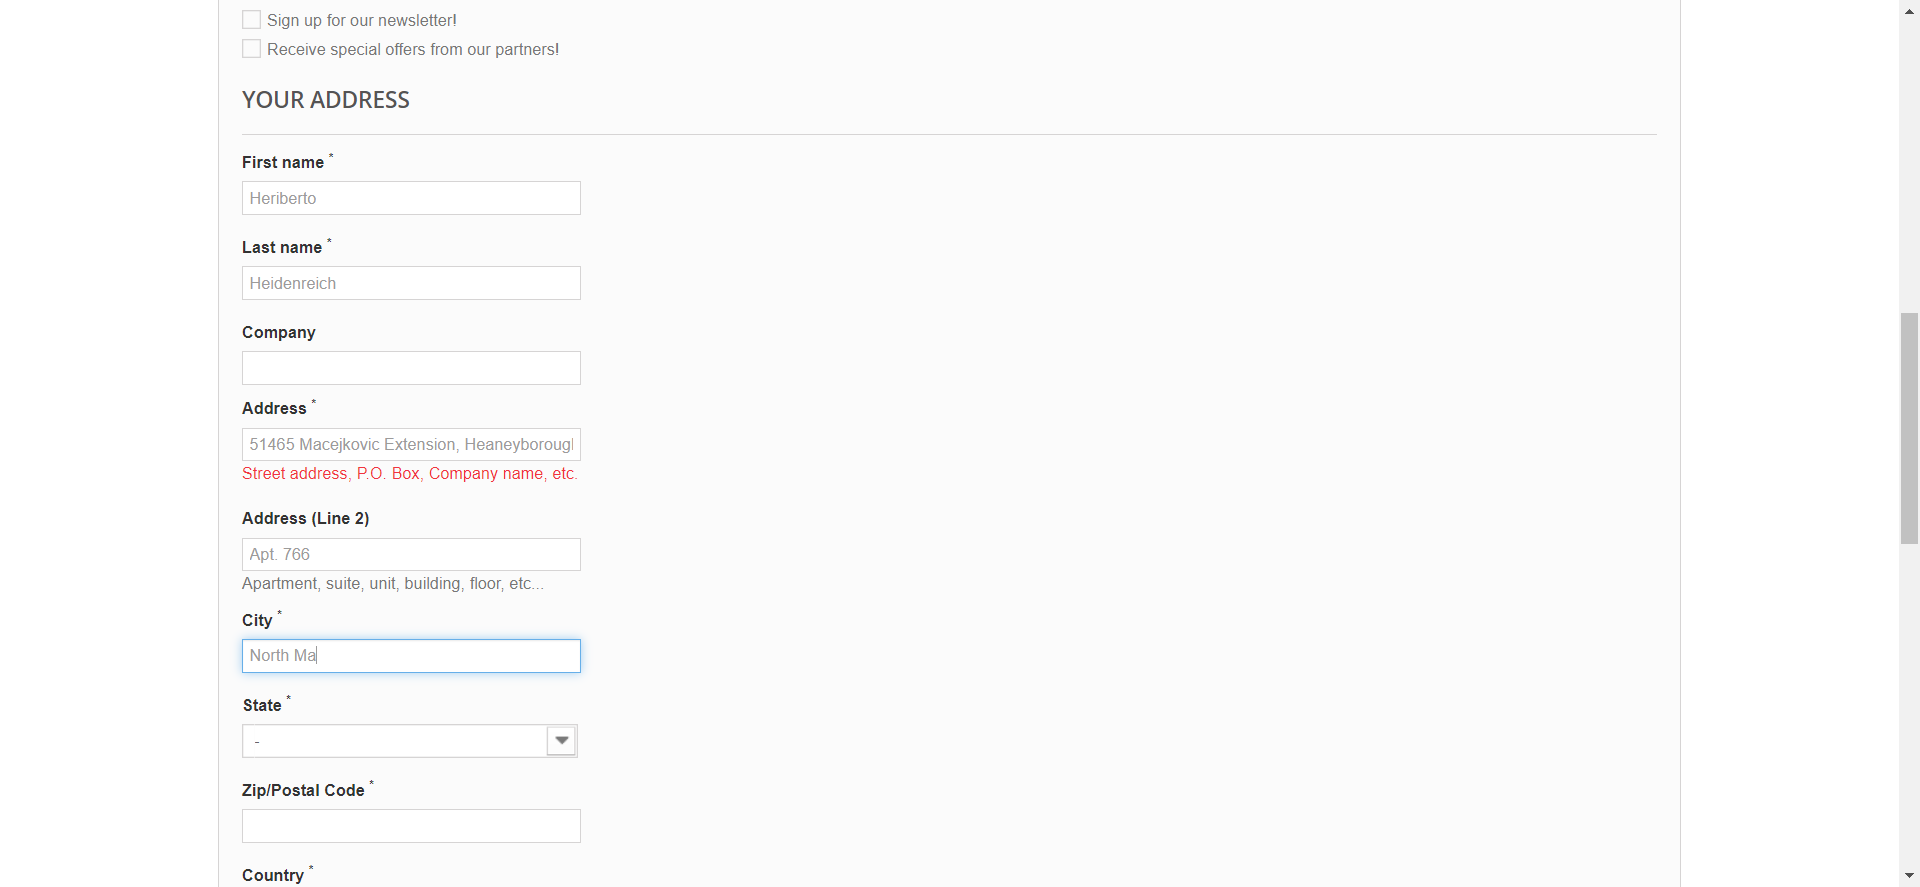 Sign up for our newsletter!
Receive special offers from our partners!
YOUR ADDRESS
First name *
Heriberto
Last name *
Heidenreich
Company
Address *
51465 Macejkovic Extension, Heaneyborough
Street address, P.O. Box, Company name, etc.
Address (Line 2)
Apt. 766
Apartment, suite, unit, building, floor, etc...
City *
North Ma
State *
-
Zip/Postal Code *
Country *